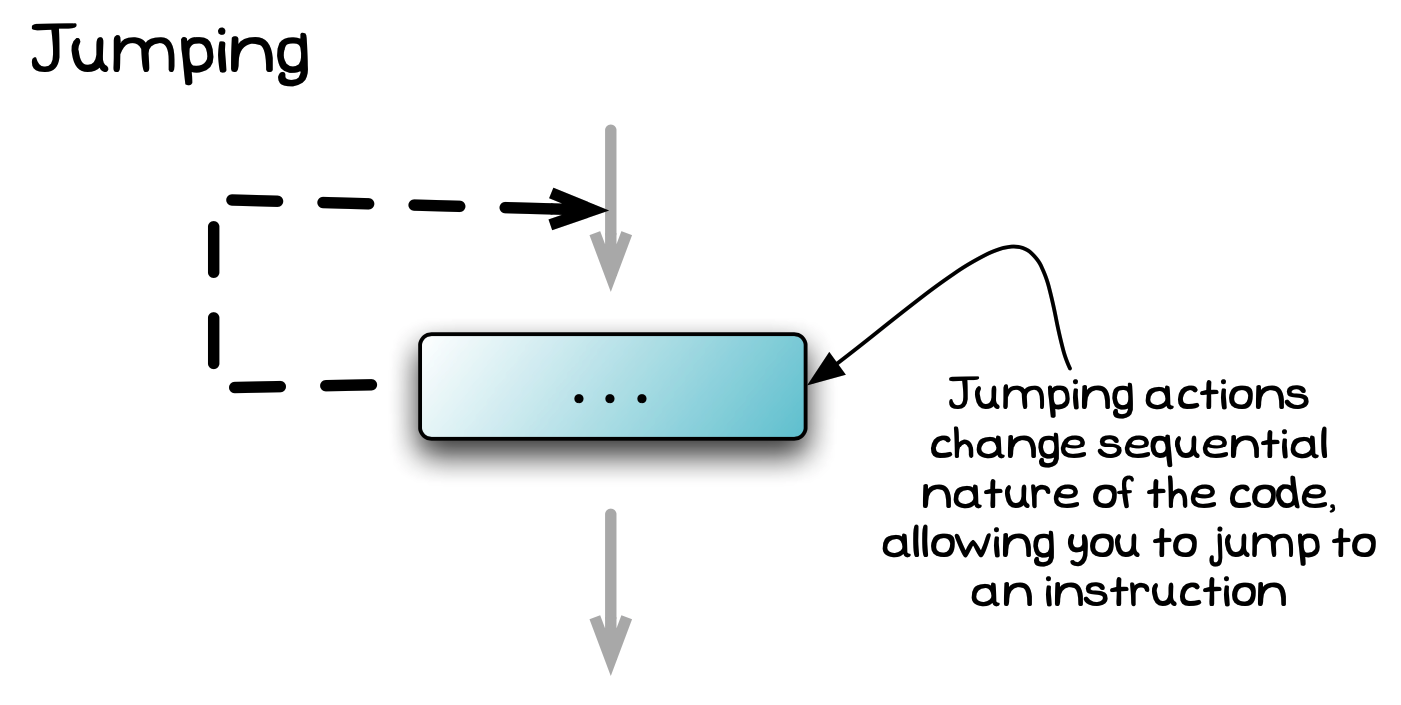 Jumping
...
Jumping actions
change sequential
nature of the code,
allowing you to jump to
an instruction